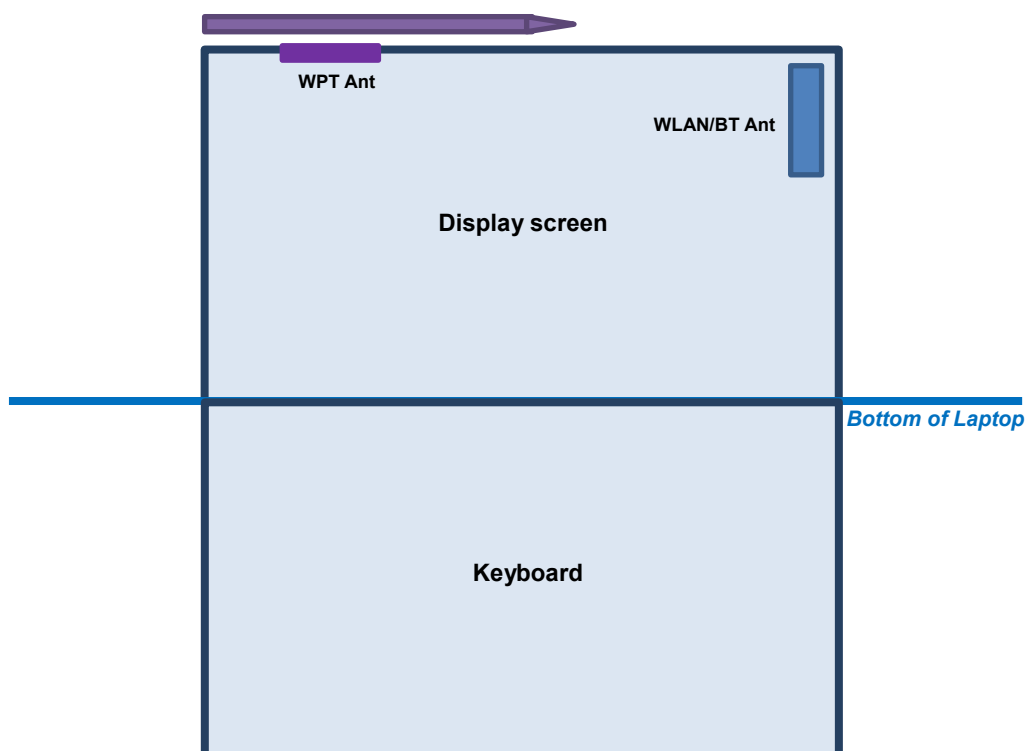 WPT Ant
WLAN/BT Ant
Display screen
Bottom of Laptop
Keyboard